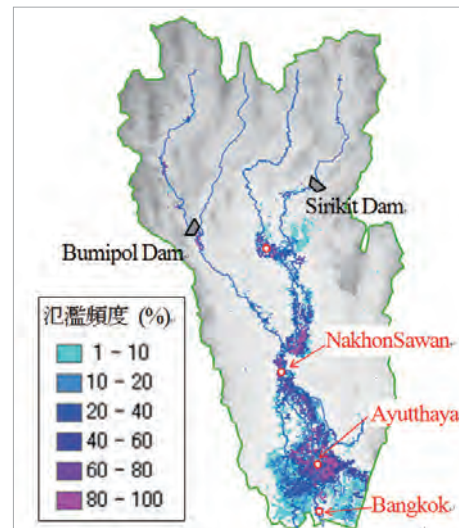 Sirikit Dam
Bumipol Dam
氾濫頻度 (%)
1 – 10
10 – 20
20 – 40
40 – 60
60 – 80
80 – 100
NakhonSawan
Ayutthaya
Bangkok